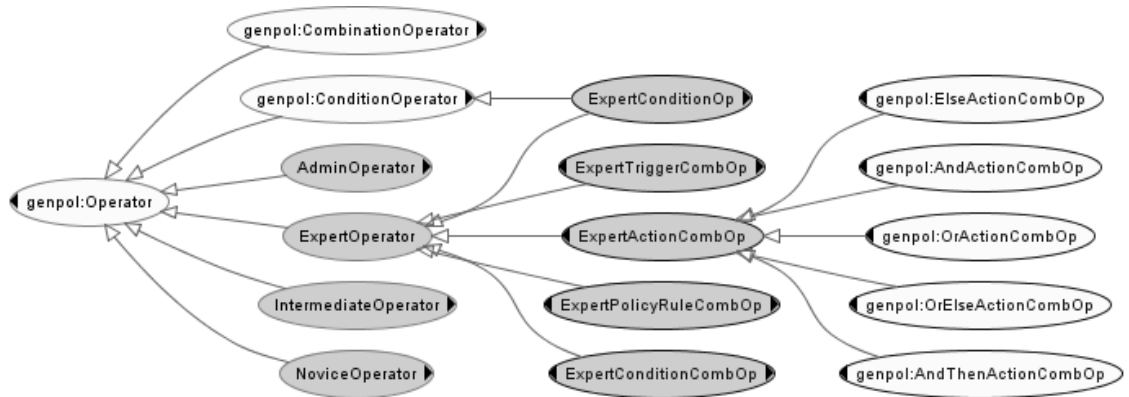 genpol:CombinationOperator
genpol:ConditionOperator
ExpertConditionOp
genpol:ElseActionCombOp
AdminOperator
ExpertTriggerCombOp
genpol:AndActionCombOp
genpol:Operator
ExpertOperator
ExpertActionCombOp
genpol:OrActionCombOp
IntermediateOperator
ExpertPolicyRuleCombOp
genpol:OrElseActionCombOp
NoviceOperator
ExpertConditionCombOp
genpol:AndThenActionCombOp